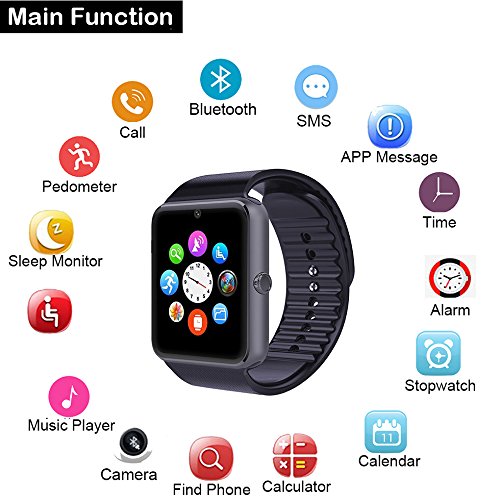 Main Function
Bluetooth
SMS
Call
APP Message
Pedometer
Time
Sleep Monitor
z
z
Alarm
Stopwatch
Music Player
11
Calendar
Camera
Find Phone
Calculator